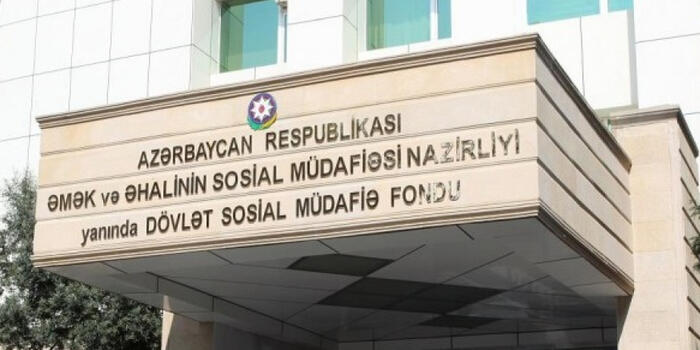 AZƏRBAYCAN RESPUBLİKASI
ƏMƏK və ƏHALİNİN SOSİAL MÜDAFİƏSİ NAZİRLİYİ
yanında DÖVLƏT SOSİAL MÜDAFİƏ FONDU